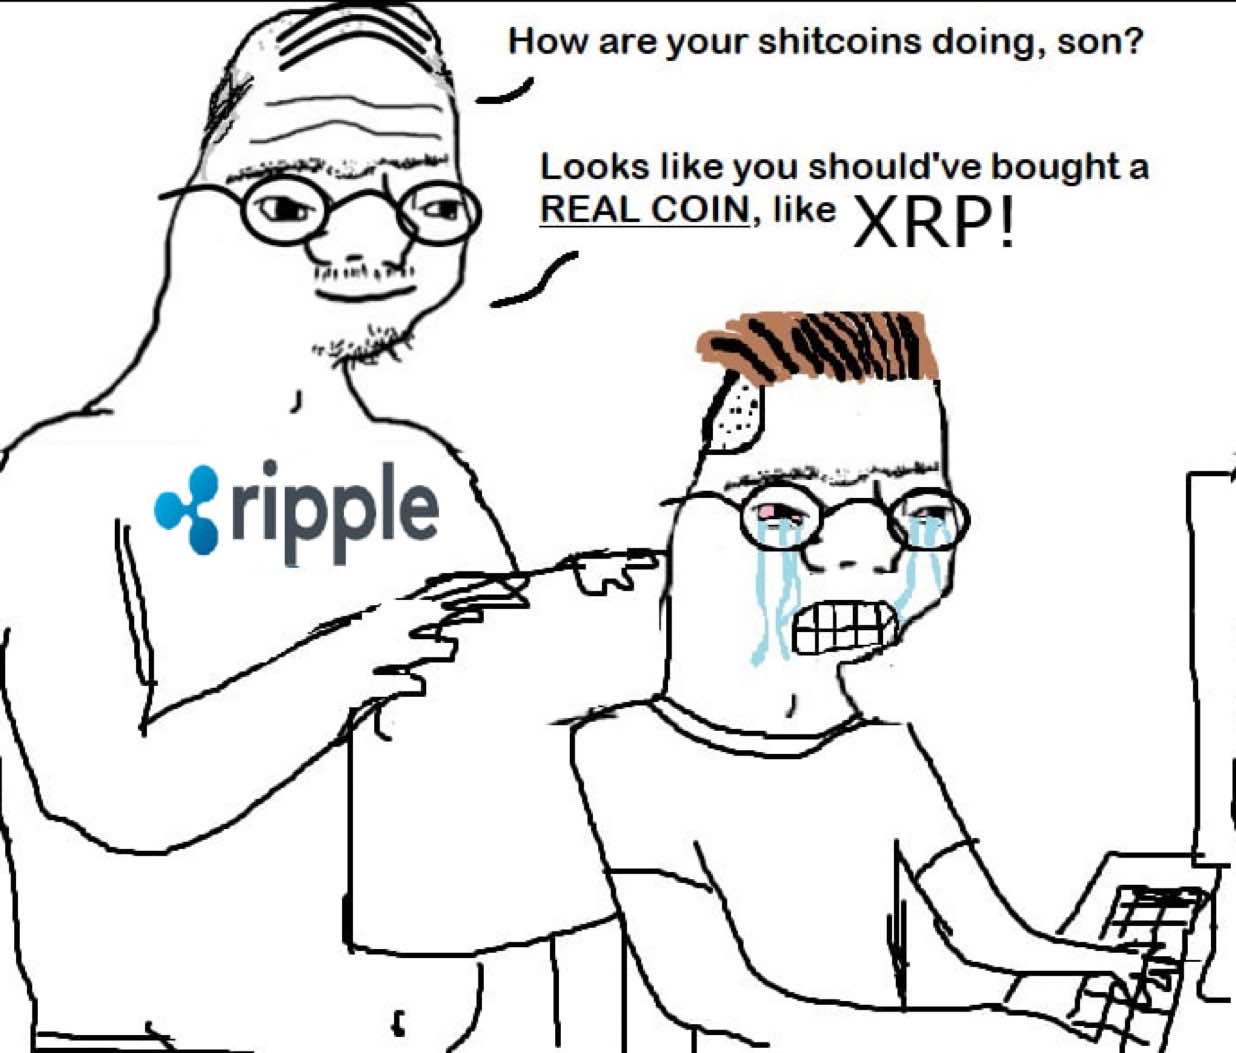 How are your shitcoins doing, son?
Looks like you should've bought a
REAL COIN, like XRP!
ripple